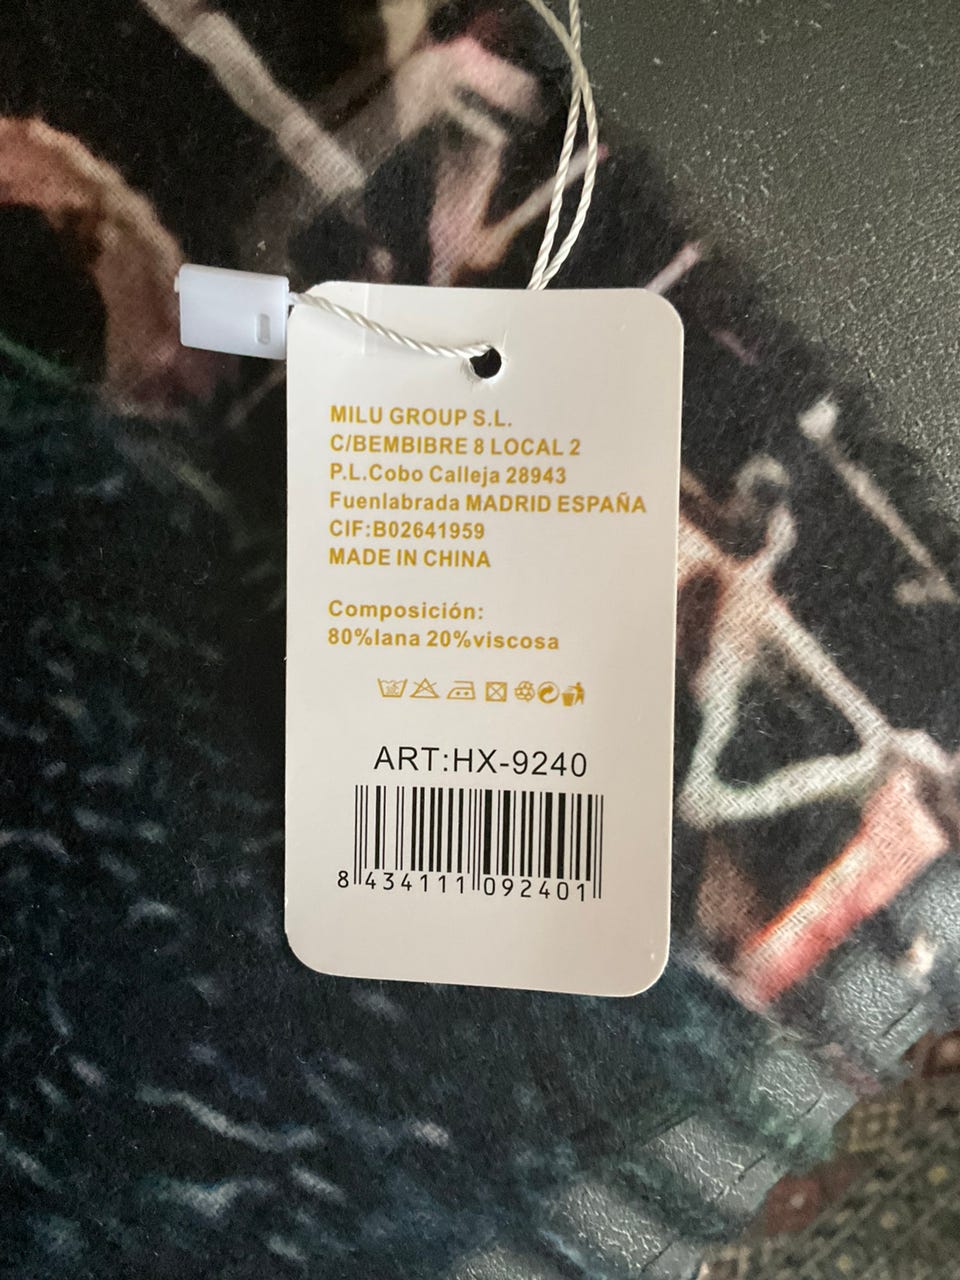 MILU GROUP S.L.
C/BEMBIBRE 8 LOCAL 2
P.L.Cobo Calleja 28943
Fuenlabrada MADRID ESPAÑA
CIF:B02641959
MADE IN CHINA
Composición:
80%lana 20%viscosa
ART:HX-9240
8 434111 092401